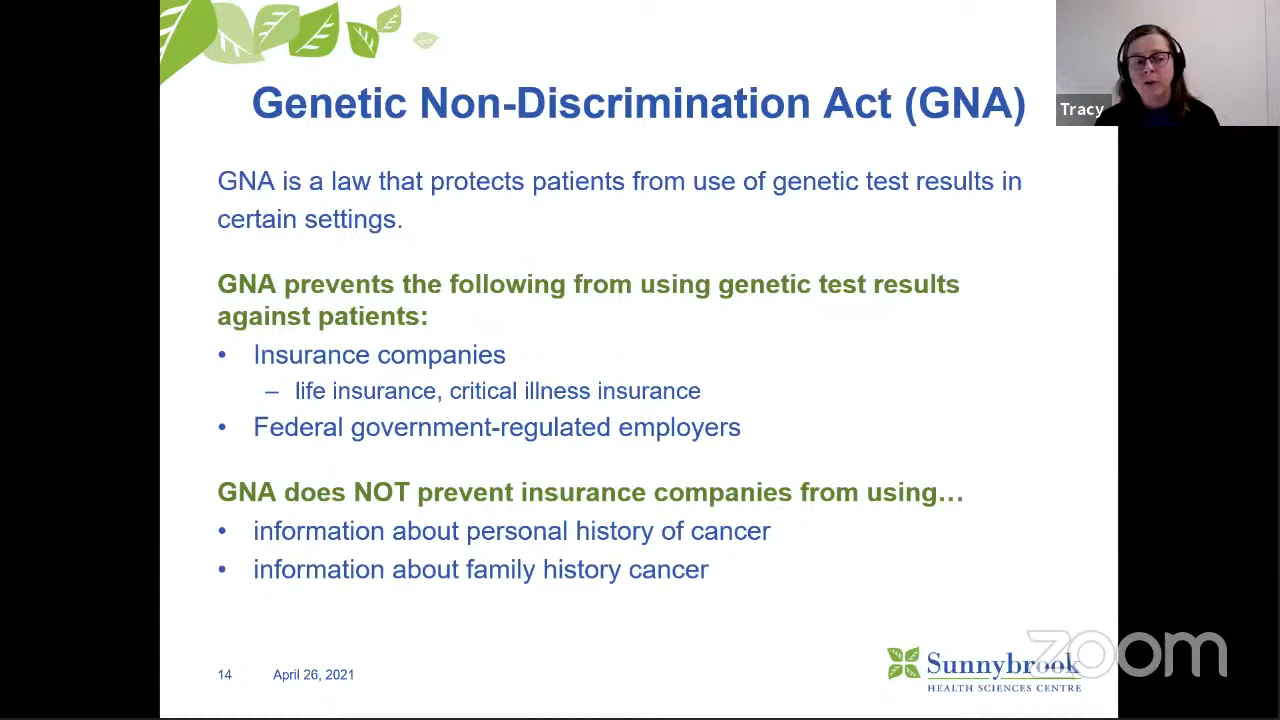 Genetic Non-Discrimination Act (GNA)
Tracy
GNA is a law that protects patients from use of genetic test results in
certain settings.
GNA prevents the following from using genetic test results
against patients:
• Insurance companies
– life insurance, critical illness insurance
• Federal government-regulated employers
GNA does NOT prevent insurance companies from using…
• information about personal history of cancer
• information about family history cancer
14 April 26, 2021
Sunnybrook
HEALTH SCIENCES CENTRE
zoom